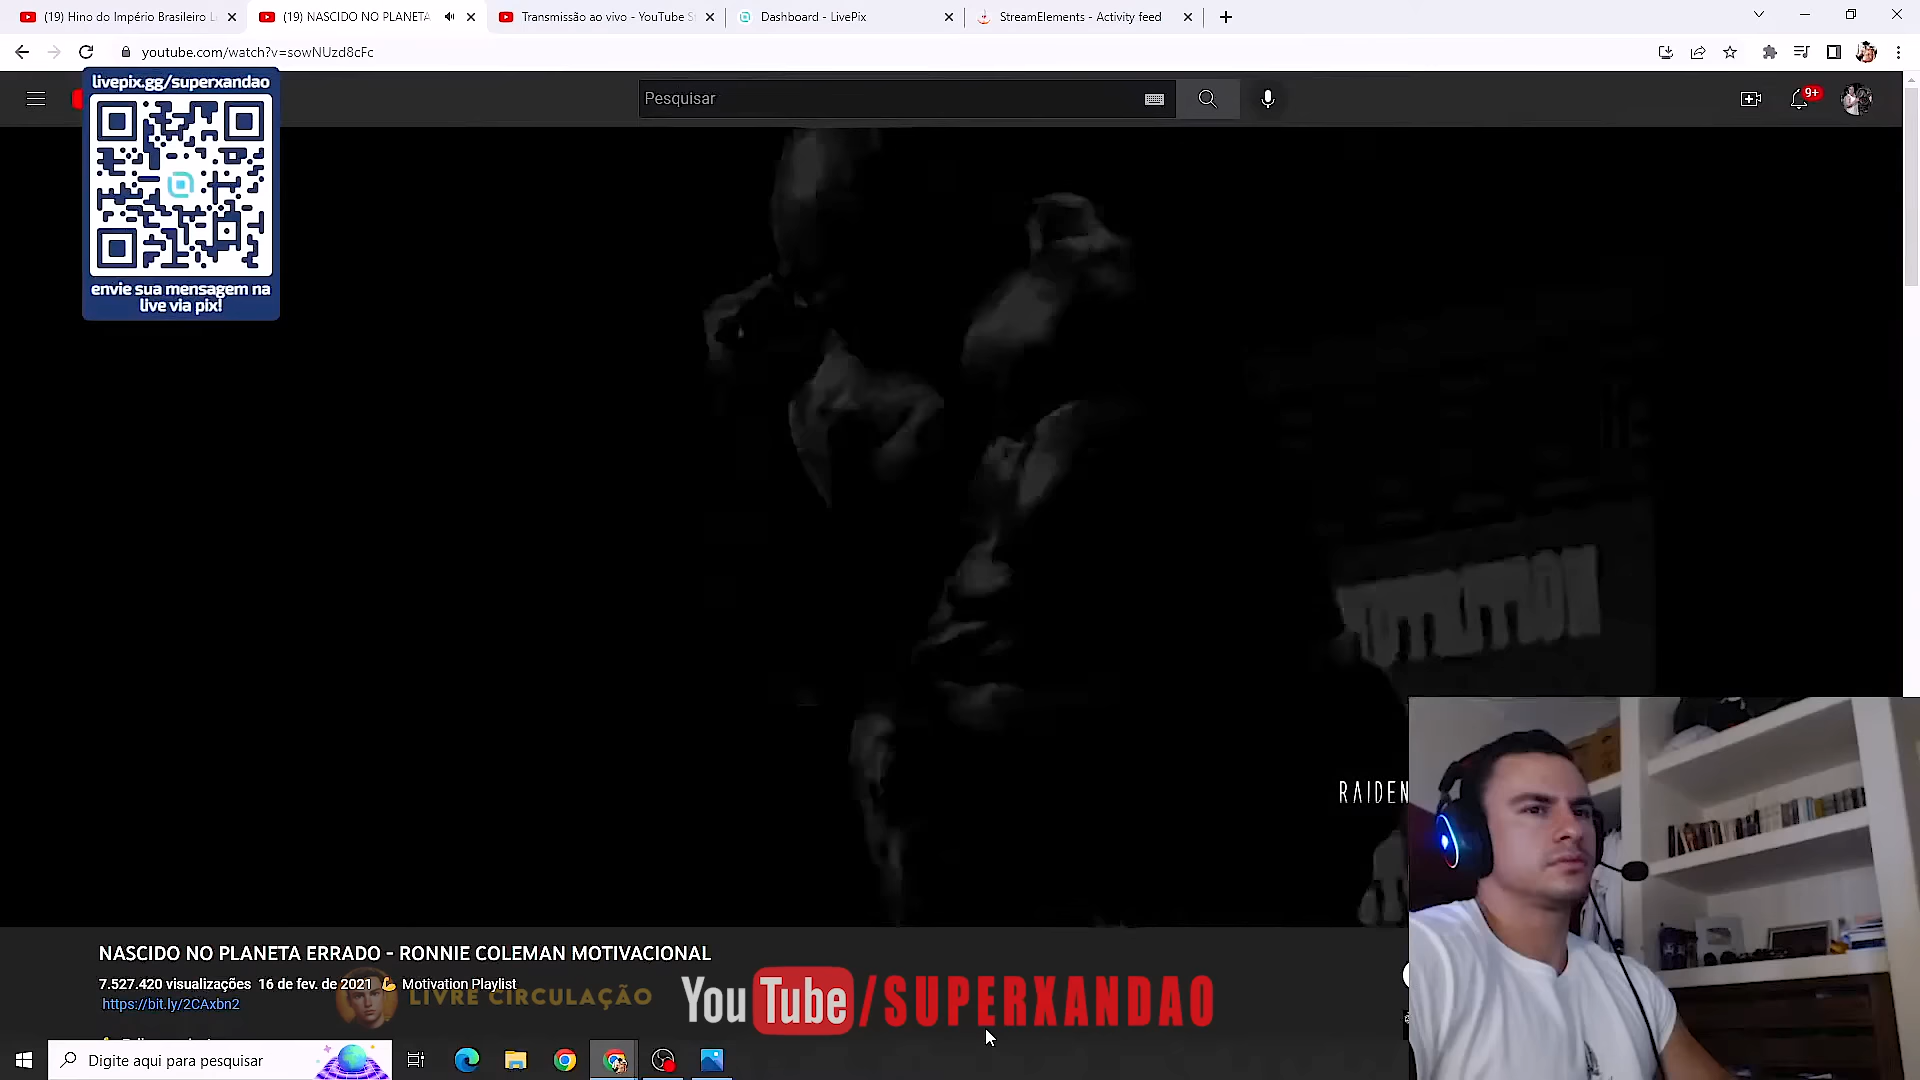 (19) Hino do Império Brasileiro L
(19) NASCIDO NO PLANETA
Transmissão ao vivo - YouTube S
Dashboard - LivePix
StreamElements - Activity feed
youtube.com/watch?v=sowNUzd8cFc
livepix.gg/superxandao
Pesquisar
9+
envie sua mensagem na
live via pix!
NUTRITION
RAIDEN
NASCIDO NO PLANETA ERRADO - RONNIE COLEMAN MOTIVACIONAL
7.527.420 visualizações 16 de fev. de 2021 💪 Motivation Playlist
https://bit.ly/2CAxbn2
LIVRE CIRCULAÇÃO
YouTube/SUPERXANDAO
Digite aqui para pesquisar